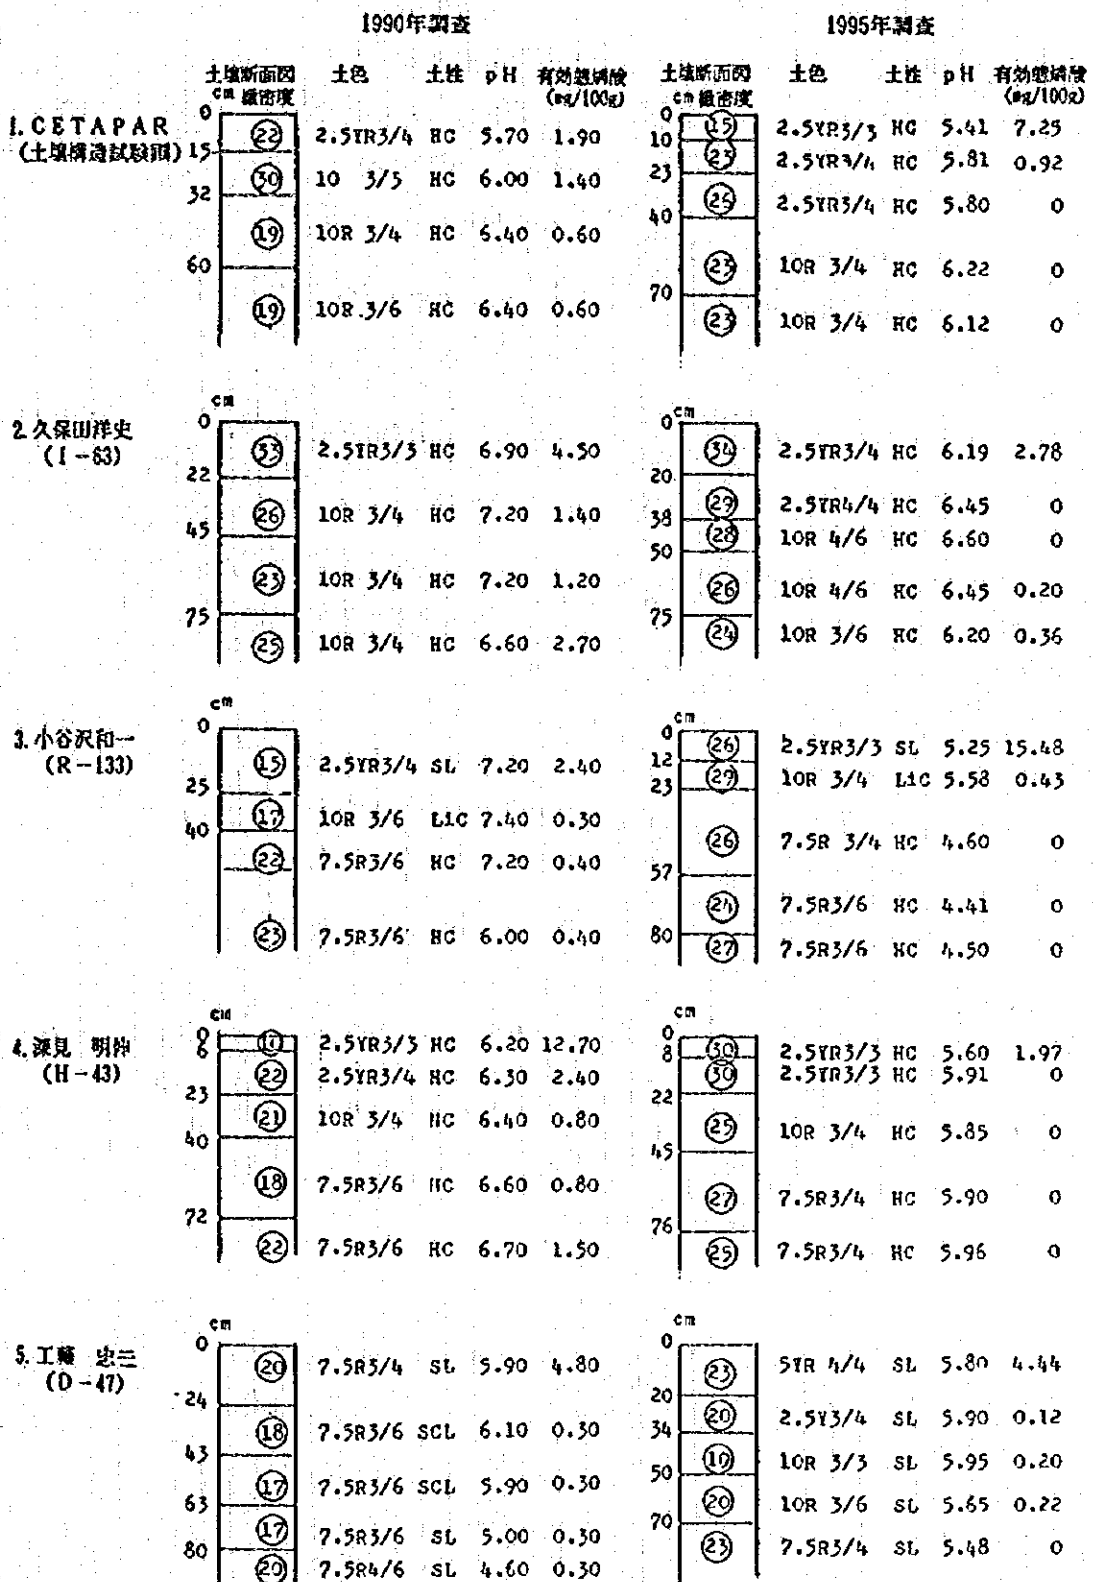 1990年調査 1995年調査
土壌断面図 土色 土性 pH 有効態燐酸 土壌断面図 土色 土性 pH 有効態燐酸
cm 緻密度 (mg/100g) cm 緻密度 (mg/100g)
1. CETAPAR
(土壌構造試験圃)
0 0
22 2.5YR3/4 HC 5.70 1.90 15 2.5YR3/3 HC 5.41 7.25
15 10
30 10 3/3 HC 6.00 1.40 23 2.5YR3/4 HC 5.81 0.92
32 23
19 10R 3/4 HC 6.40 0.60 25 2.5YR3/4 HC 5.80 0
60 40
19 10R 3/6 HC 6.40 0.60 23 10R 3/4 HC 6.22 0
70
23 10R 3/4 HC 6.12 0
2. 久保田洋史
(I-63)
cm cm
0 0
33 2.5YR3/3 HC 6.90 4.50 34 2.5YR3/4 HC 6.19 2.78
22 20
26 10R 3/4 HC 7.20 1.40 29 2.5YR4/4 HC 6.45 0
45 38
23 10R 3/4 HC 7.20 1.20 28 10R 4/6 HC 6.60 0
50
26 10R 4/6 HC 6.45 0.20
75 75
25 10R 3/4 HC 6.60 2.70 24 10R 3/6 HC 6.20 0.36
3. 小谷沢和一
(R-133)
cm cm
0 0
15 2.5YR3/4 SL 7.20 2.40 26 2.5YR3/3 SL 5.25 15.48
25 12
17 10R 3/6 LiC 7.40 0.30 29 10R 3/4 LiC 5.58 0.43
40 23
22 7.5R3/6 HC 7.20 0.40 26 7.5R 3/4 HC 4.60 0
57
23 7.5R3/6 HC 6.00 0.40 24 7.5R3/6 HC 4.41 0
80
27 7.5R3/6 HC 4.50 0
4. 深見
(H-43)
cm cm
0 0
2.5YR3/3 HC 6.20 12.70 30 2.5YR3/3 HC 5.60 1.97
6 8
22 2.5YR3/4 HC 6.30 2.40 30 2.5YR3/3 HC 5.91 0
23 22
21 10R 3/4 HC 6.40 0.80 25 10R 3/4 HC 5.85 0
40 45
18 7.5R3/6 HC 6.60 0.80 27 7.5R3/4 HC 5.90 0
72 76
22 7.5R3/6 HC 6.70 1.50 25 7.5R3/4 HC 5.96 0
5. 工藤 忠三
(D-47)
cm cm
0 0
20 7.5R3/4 SL 5.90 4.80 23 5YR 4/4 SL 5.80 4.44
24 20
18 7.5R3/6 SCL 6.10 0.30 20 2.5Y3/4 SL 5.90 0.12
43 34
17 7.5R3/6 SCL 5.90 0.30 10 10R 3/3 SL 5.95 0.20
63 50
17 7.5R3/6 SL 5.00 0.30 20 10R 3/6 SL 5.65 0.22
80 70
20 7.5R4/6 SL 4.60 0.30 23 7.5R3/4 SL 5.48 0